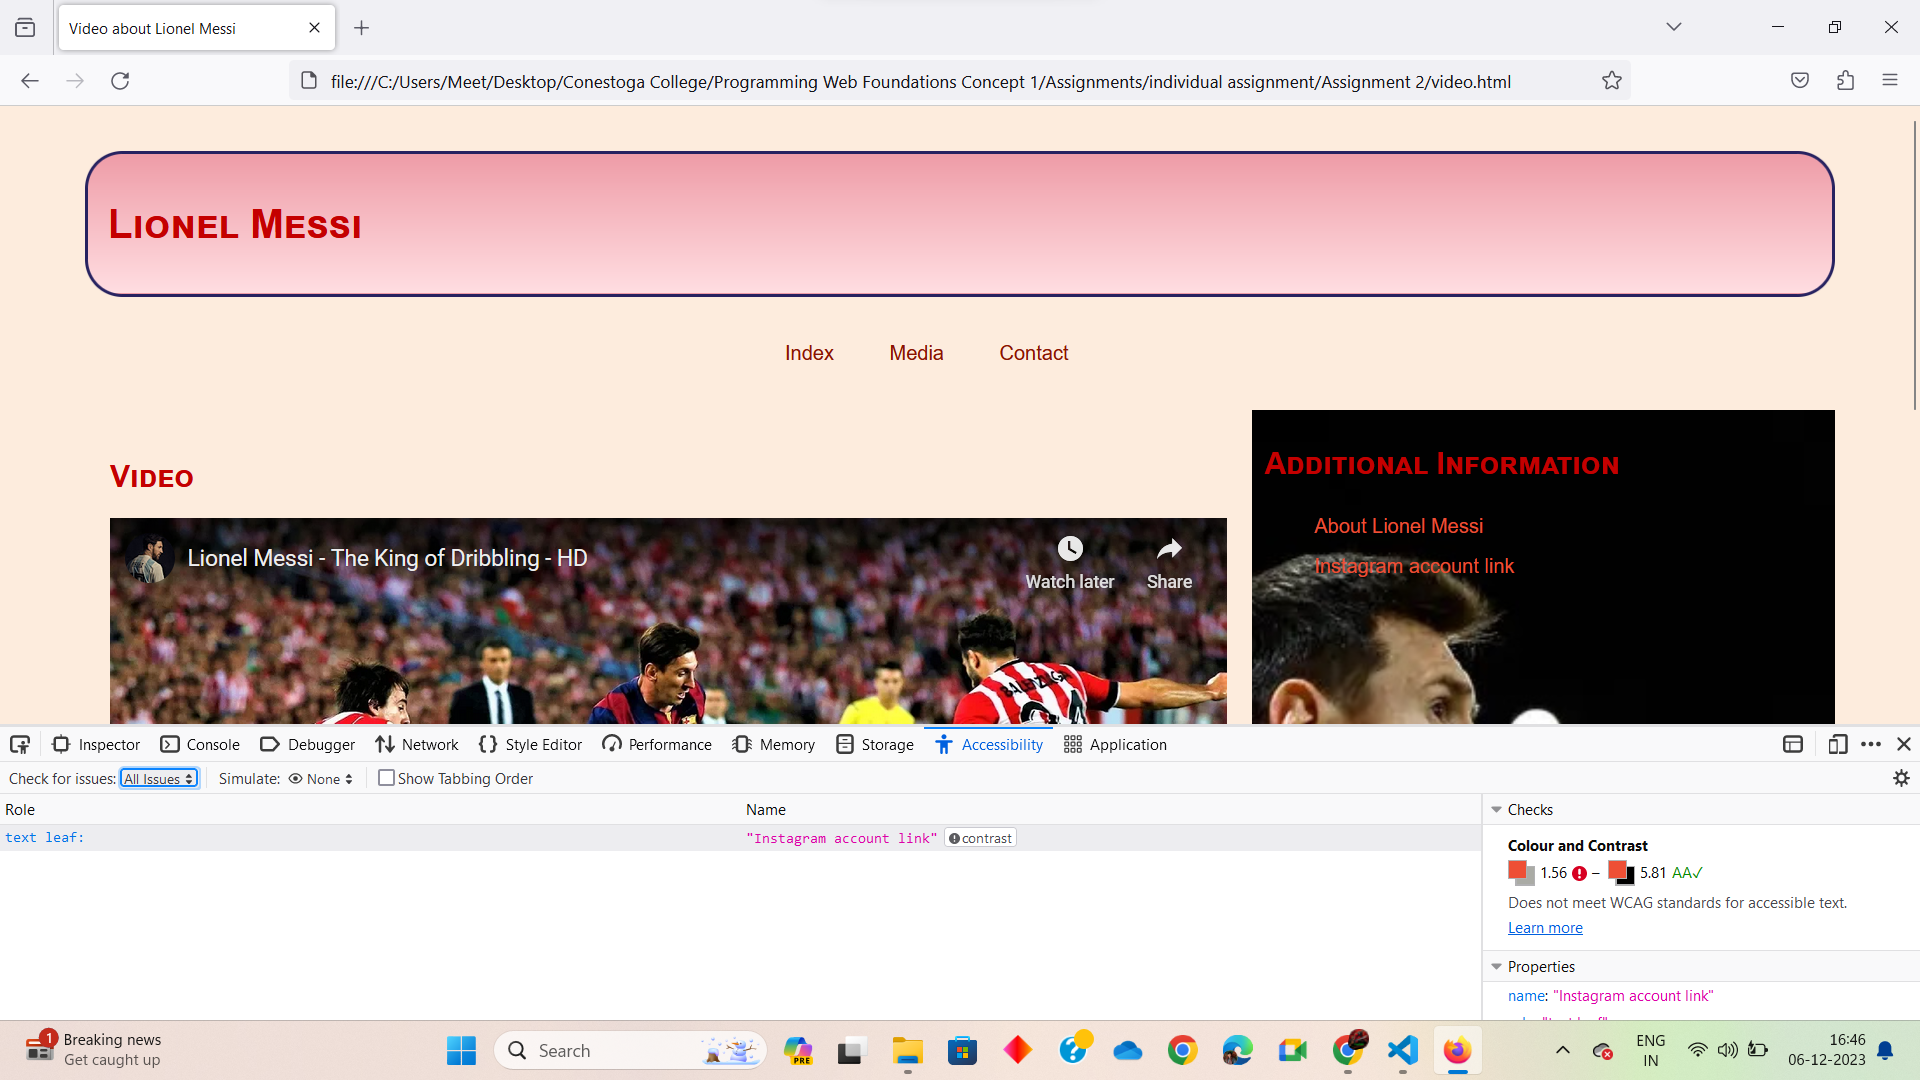 Video about Lionel Messi
file:///C:/Users/Meet/Desktop/Conestoga College/Programming Web Foundations Concept 1/Assignments/individual assignment/Assignment 2/video.html
Lionel Messi
Index Media Contact
Video
Lionel Messi - The King of Dribbling - HD
Watch later Share
BALENZIAGA
Additional Information
About Lionel Messi
Instagram account link
Inspector Console Debugger Network Style Editor Performance Memory Storage Accessibility Application
Check for issues: All Issues Simulate: None Show Tabbing Order
Role Name
text leaf: "Instagram account link" contrast
Checks
Colour and Contrast
1.56 – 5.81 AA✓
Does not meet WCAG standards for accessible text.
Learn more
Properties
name: "Instagram account link"
1 Breaking news
Get caught up
Search
PRE
ENG
IN
16:46
06-12-2023